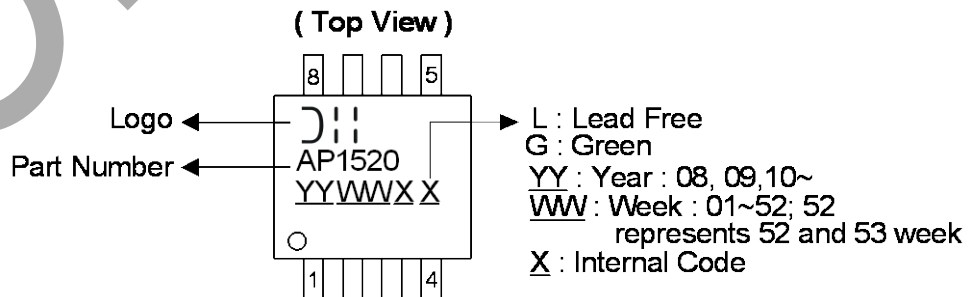 ( Top View )
8 5
Logo
Part Number
AP1520
YYWWX X
1 4
L : Lead Free
G : Green
YY : Year : 08, 09,10~
WW : Week : 01~52; 52
represents 52 and 53 week
X : Internal Code